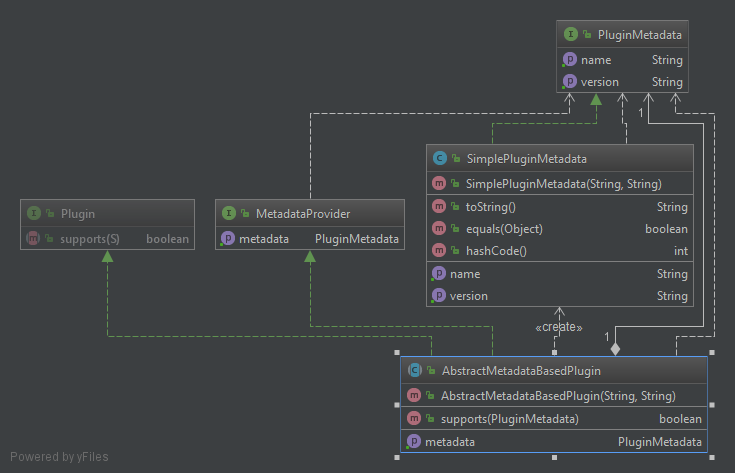 PluginMetadata
name String
version String
1
SimplePluginMetadata
SimplePluginMetadata(String, String)
toString() String
equals(Object) boolean
hashCode() int
name String
version String
Plugin
supports(S) boolean
MetadataProvider
metadata PluginMetadata
«create»
1
AbstractMetadataBasedPlugin
AbstractMetadataBasedPlugin(String, String)
supports(PluginMetadata) boolean
metadata PluginMetadata
Powered by yFiles